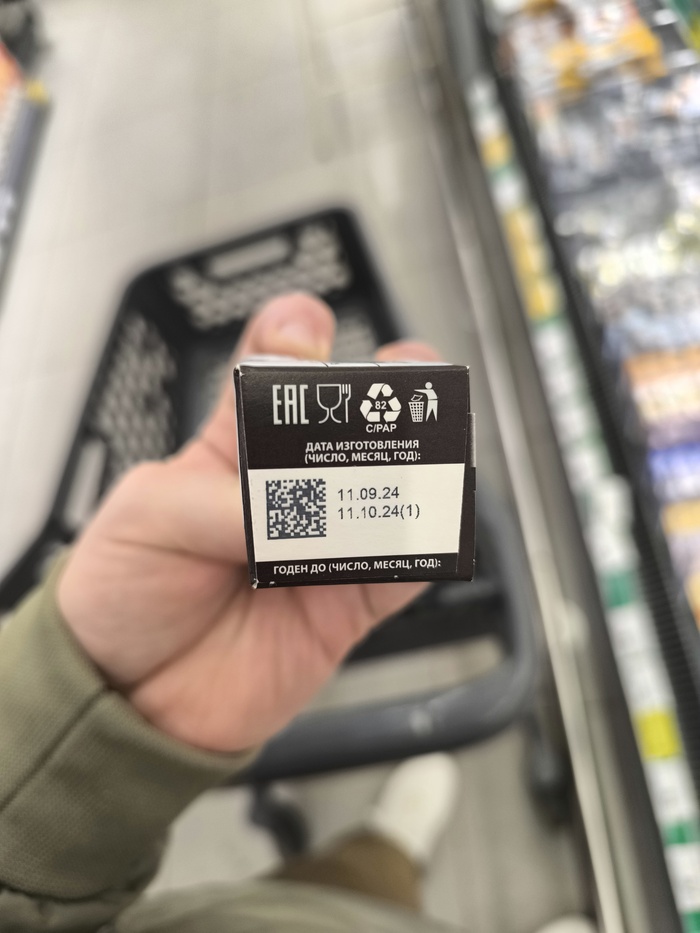 EAC
82
C/PAP
ДАТА ИЗГОТОВЛЕНИЯ
(ЧИСЛО, МЕСЯЦ, ГОД):
11.09.24
11.10.24(1)
ГОДЕН ДО (ЧИСЛО, МЕСЯЦ, ГОД):